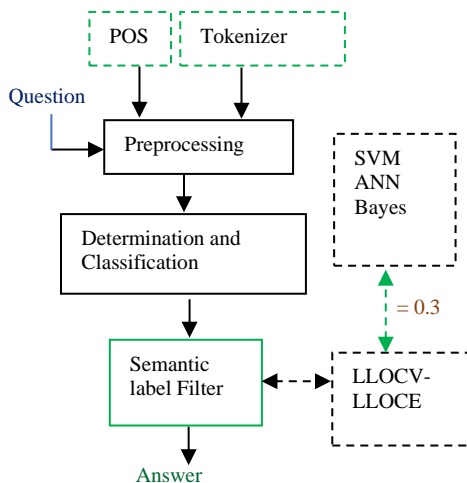 POS
Tokenizer
Question
Preprocessing
SVM
ANN
Bayes
Determination and
Classification
= 0.3
Semantic
label Filter
LLOCV-
LLOCE
Answer